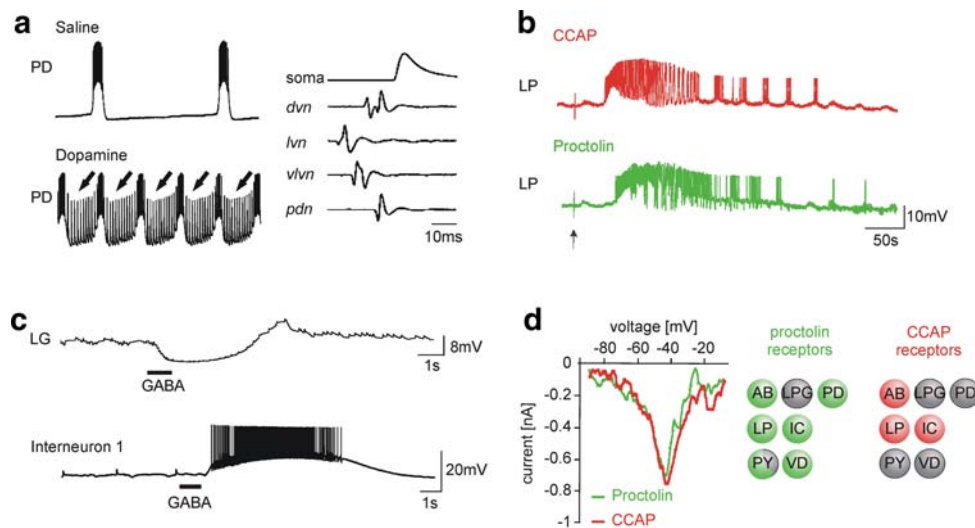 a
Saline
PD
Dopamine
PD
soma
dvn
lvn
vlvn
pdn
10ms
b
CCAP
LP
Proctolin
LP
10mV
50s
c
LG
GABA
8mV
1s
Interneuron 1
GABA
20mV
1s
d
voltage [mV]
-80 -60 -40 -20
0
-0.2
-0.4
-0.6
-0.8
-1
current [nA]
Proctolin
CCAP
proctolin
receptors
AB LPG PD
LP IC
PY VD
CCAP
receptors
AB LPG PD
LP IC
PY VD